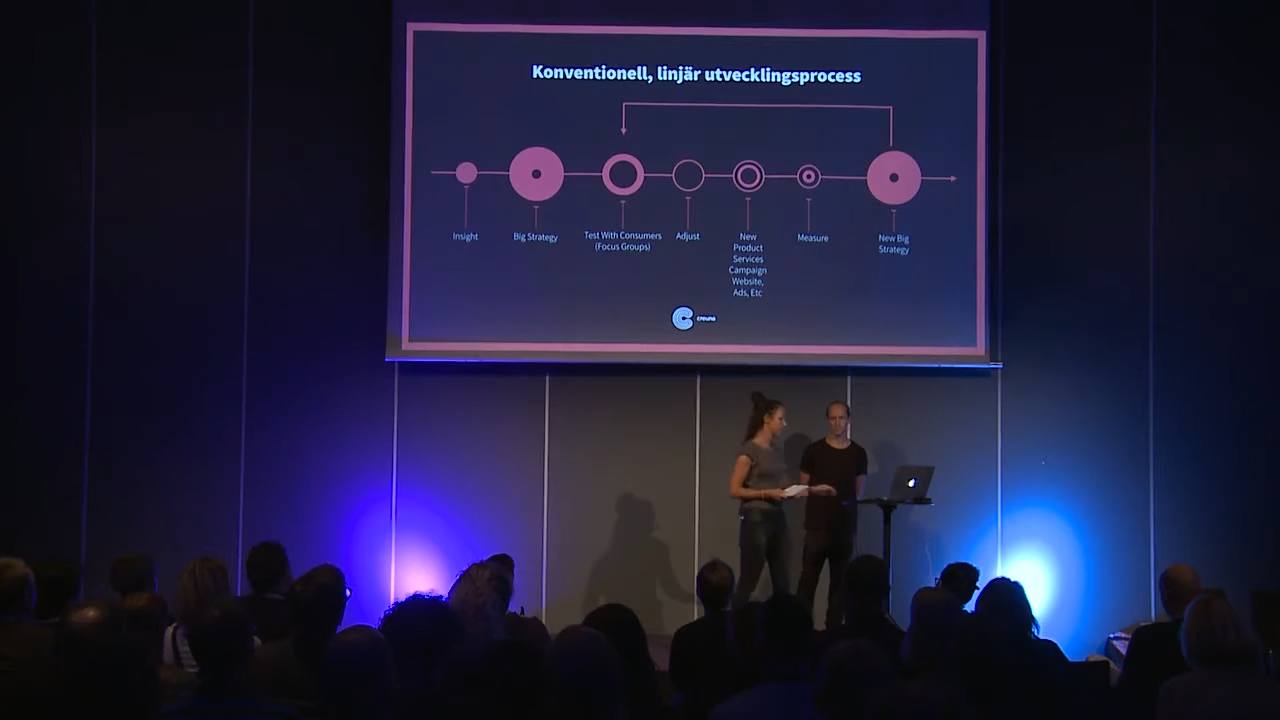 Konventionell, linjär utvecklingsprocess
Insight
Big Strategy
Test With Consumers
(Focus Groups)
Adjust
New
Product
Services
Campaign
Website,
Ads, Etc
Measure
New Big
Strategy
creuna